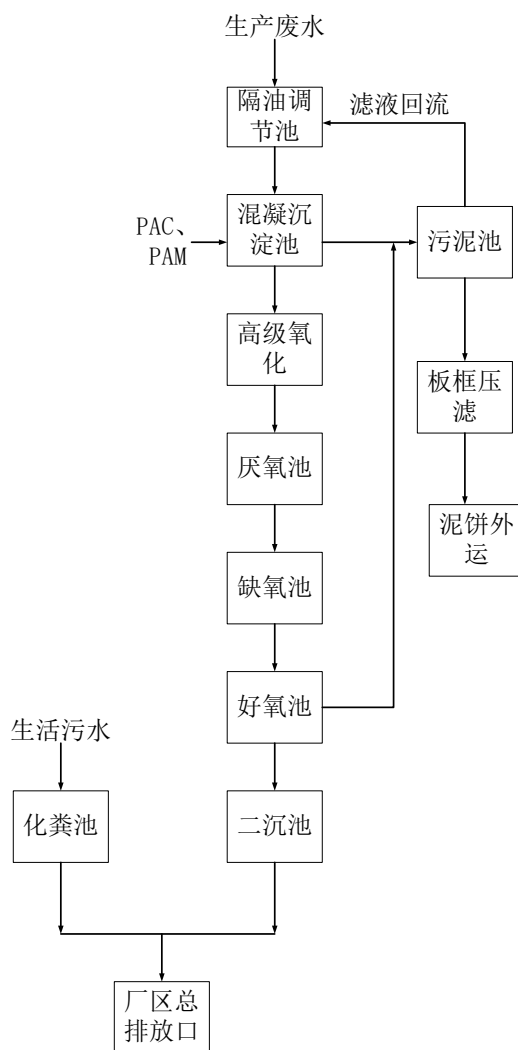 生产废水
隔油调
节池
滤液回流
PAC、
PAM
混凝沉
淀池
污泥池
高级氧
化
板框压
滤
厌氧池
泥饼外
运
缺氧池
好氧池
生活污水
化粪池
二沉池
厂区总
排放口